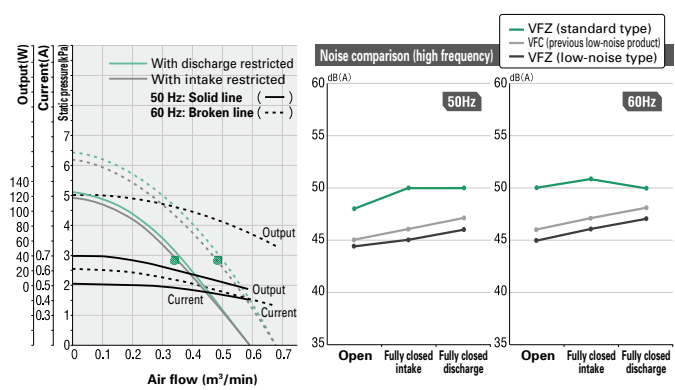 Output(W)
Current(A)
Static pressure(kPa)
With discharge restricted
With intake restricted
50 Hz: Solid line ( )
60 Hz: Broken line ( )
7
6
5
4
3
2
1
0
140
120
100
80
60
40
20
0
0.7
0.6
0.5
0.4
0.3
Output
Output
Current
Current
0 0.1 0.2 0.3 0.4 0.5 0.6 0.7
Air flow (m³/min)
Noise comparison (high frequency)
VFZ (standard type)
VFC (previous low-noise product)
VFZ (low-noise type)
dB(A)
60
55
50
45
40
35
50Hz
Open
Fully closed
intake
Fully closed
discharge
dB(A)
60
55
50
45
40
35
60Hz
Open
Fully closed
intake
Fully closed
discharge